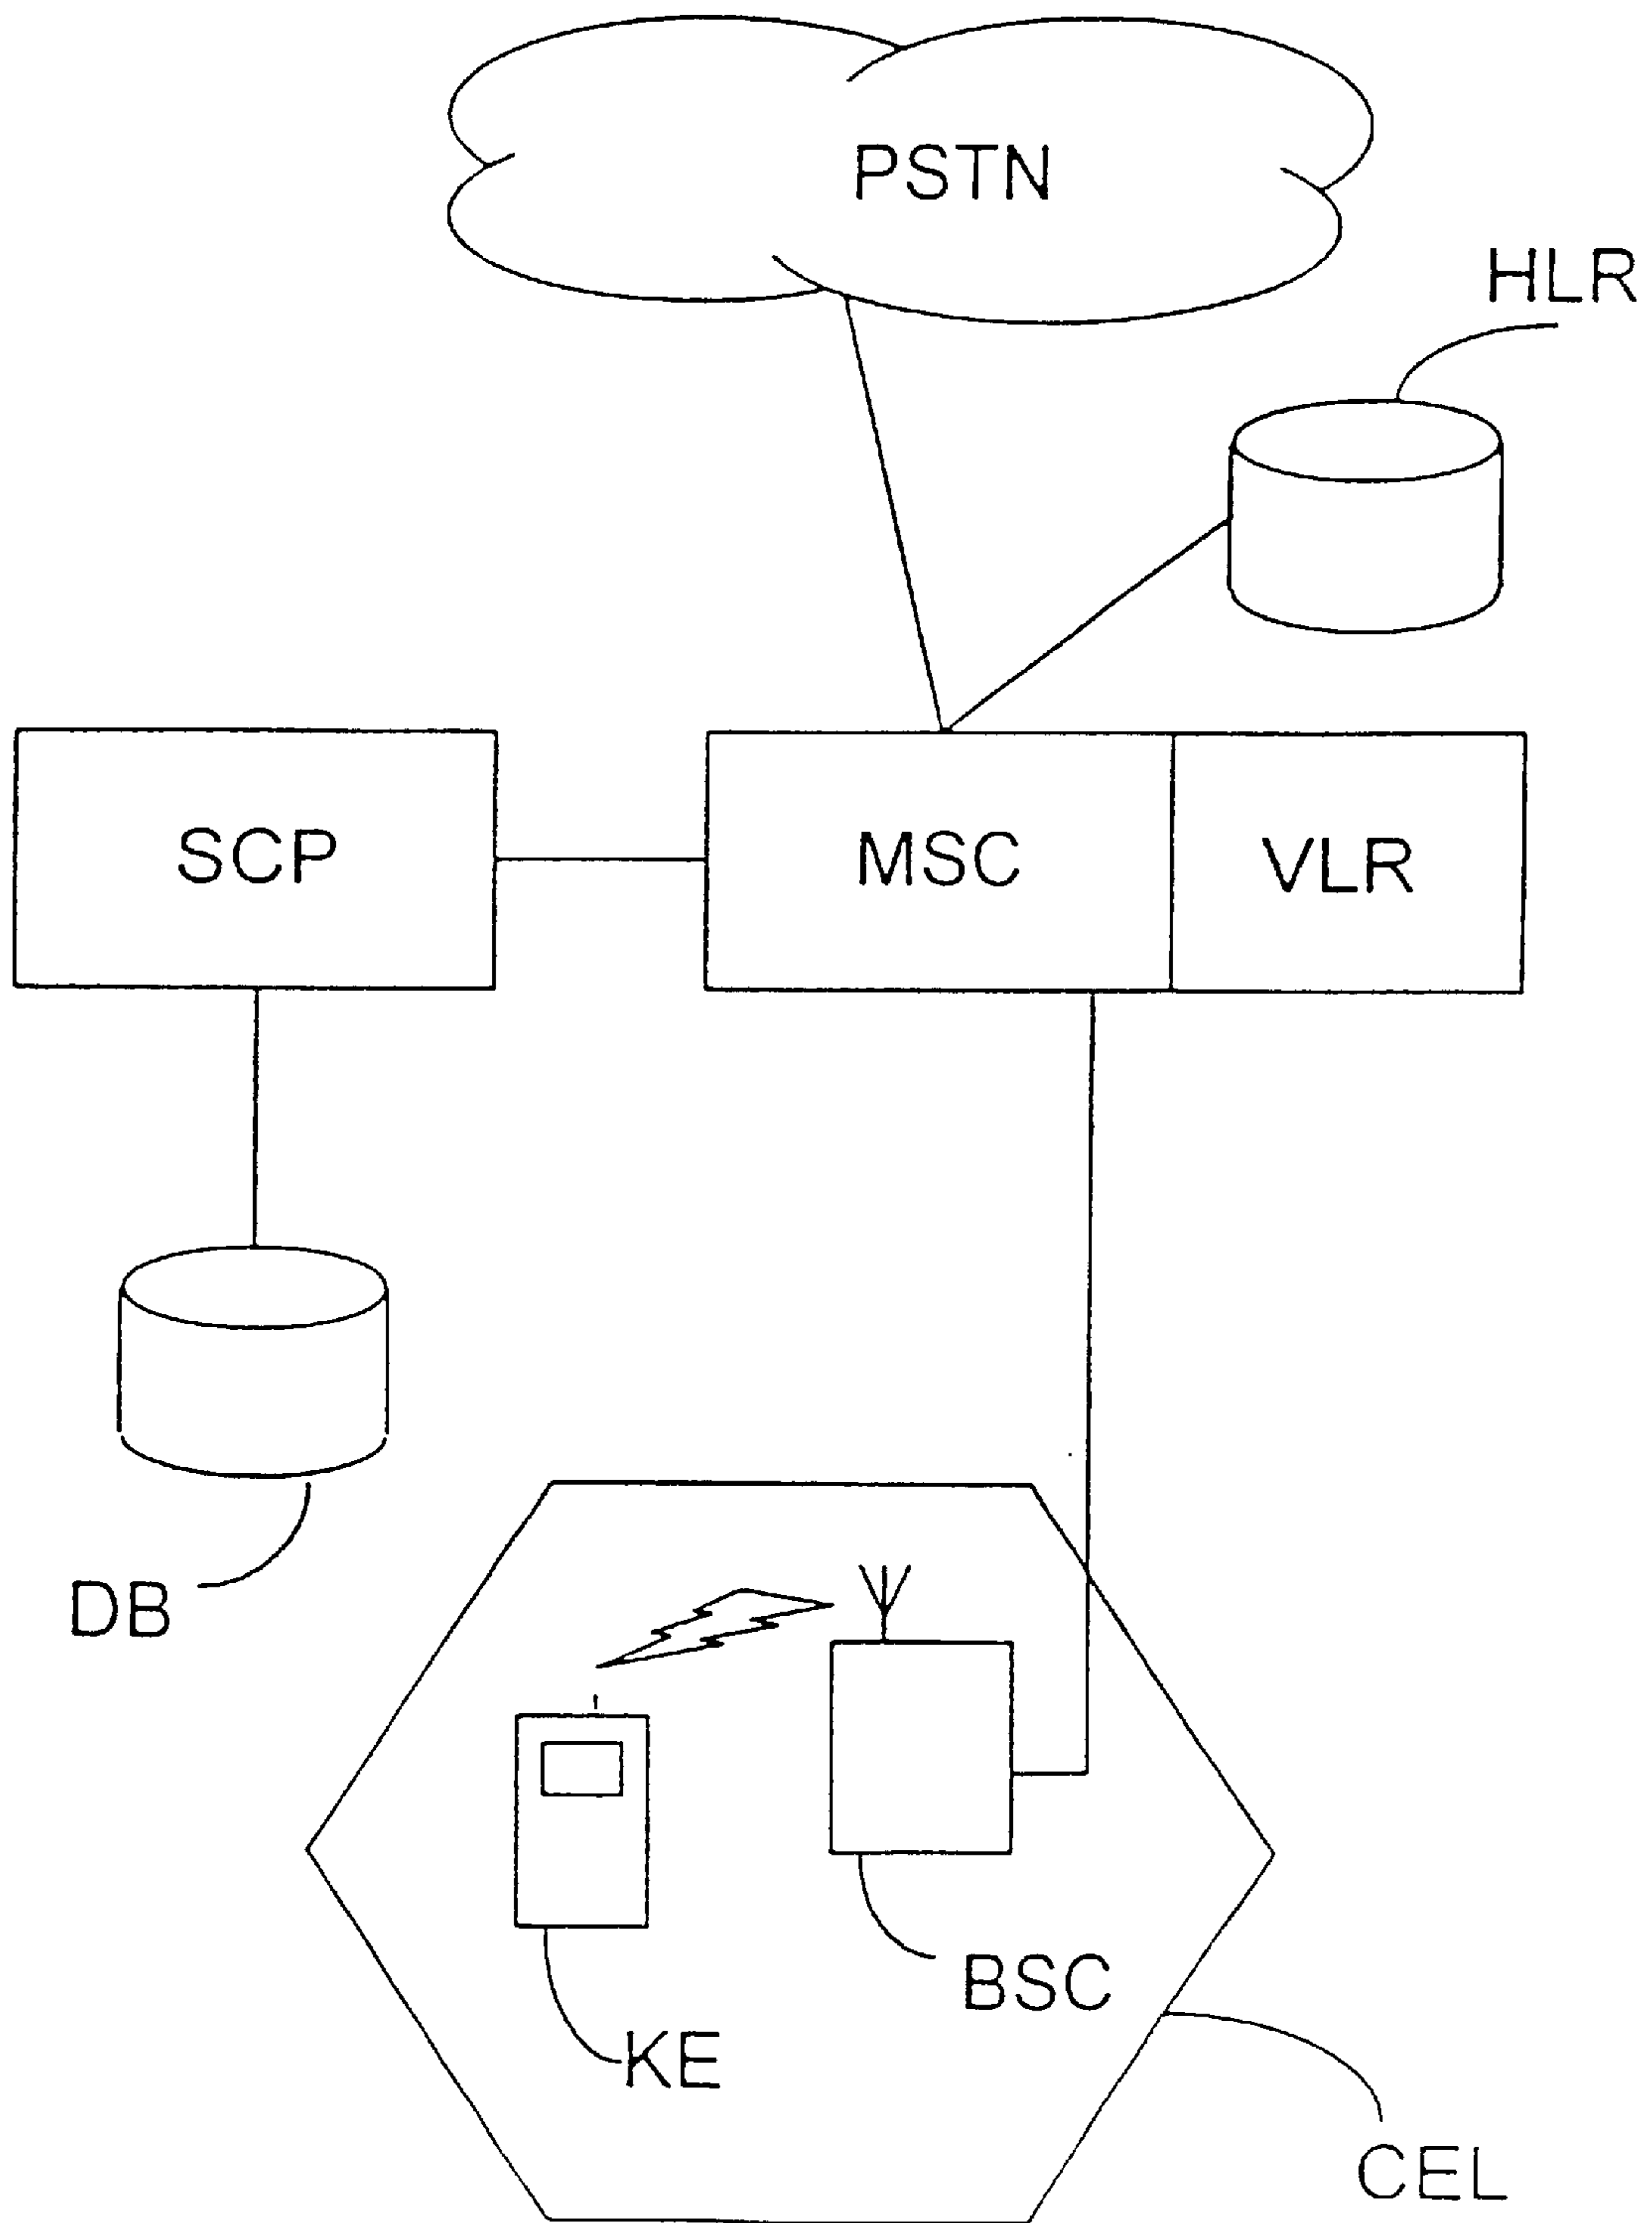 PSTN
HLR
SCP
MSC
VLR
DB
BSC
KE
CEL